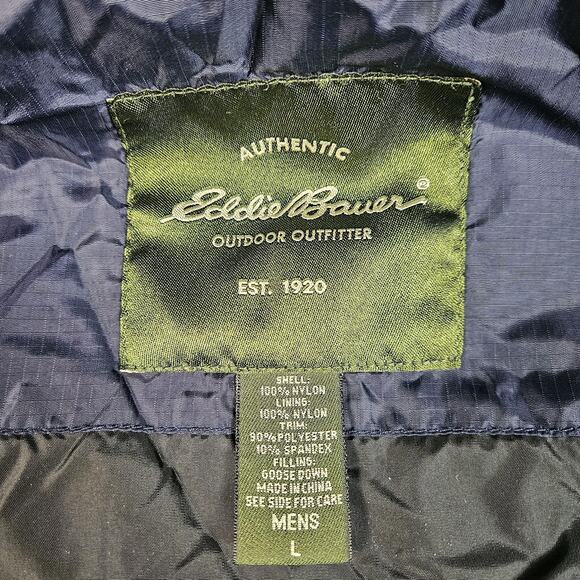 AUTHENTIC
Eddie Bauer®
OUTDOOR OUTFITTER
EST. 1920
SHELL:
100% NYLON
LINING:
100% NYLON
TRIM:
90% POLYESTER
10% SPANDEX
FILLING:
GOOSE DOWN
MADE IN CHINA
SEE SIDE FOR CARE
MENS
L